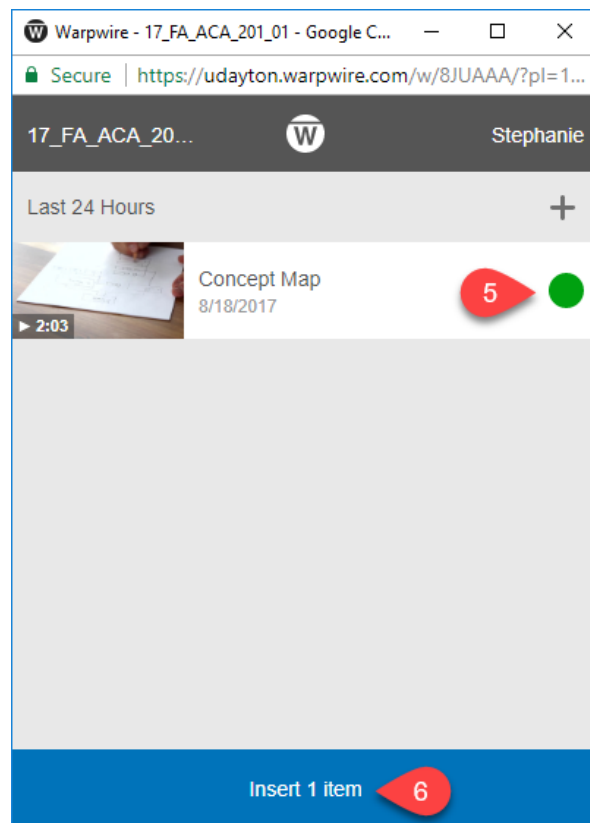 Warpwire - 17_FA_ACA_201_01 - Google C...
Secure | https://udayton.warpwire.com/w/8JUAAA/?pl=1...
17_FA_ACA_20... W Stephanie
Last 24 Hours +
Concept Map
5
8/18/2017
2:03
Insert 1 item 6